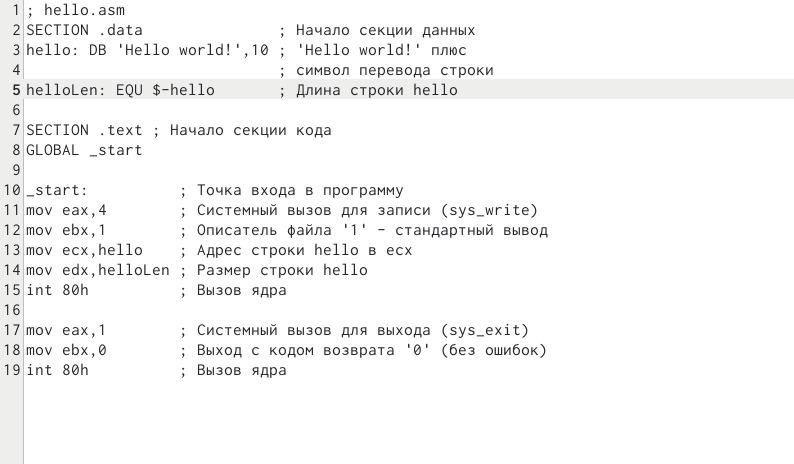 1 ; hello.asm
2 SECTION .data ; Начало секции данных
3 hello: DB 'Hello world!',10 ; 'Hello world!' плюс
4 ; символ перевода строки
5 helloLen: EQU $-hello ; Длина строки hello
6
7 SECTION .text ; Начало секции кода
8 GLOBAL _start
9
10 _start: ; Точка входа в программу
11 mov eax,4 ; Системный вызов для записи (sys_write)
12 mov ebx,1 ; Описатель файла '1' - стандартный вывод
13 mov ecx,hello ; Адрес строки hello в ecx
14 mov edx,helloLen ; Размер строки hello
15 int 80h ; Вызов ядра
16
17 mov eax,1 ; Системный вызов для выхода (sys_exit)
18 mov ebx,0 ; Выход с кодом возврата '0' (без ошибок)
19 int 80h ; Вызов ядра